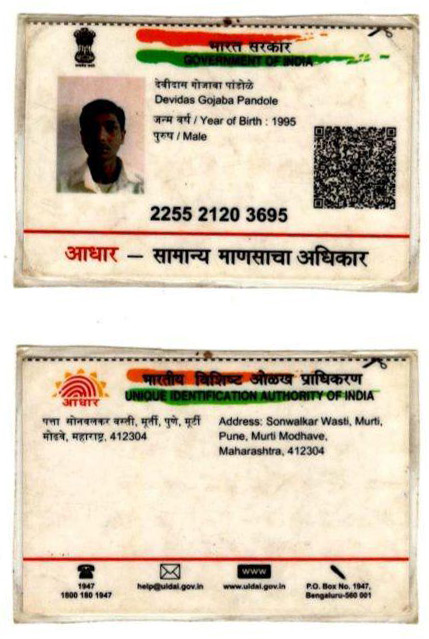 भारत सरकार
GOVERNMENT OF INDIA
देवीदास गोजाबा पांडोळे
Devidas Gojaba Pandole
जन्म वर्ष / Year of Birth : 1995
पुरुष / Male
2255 2120 3695
आधार — सामान्य माणसाचा अधिकार
भारतीय विशिष्ट ओळख प्राधिकरण
UNIQUE IDENTIFICATION AUTHORITY OF INDIA
आधार
पत्ता सोनवलकर वस्ती, मूर्ती, पुणे, मूर्टी
मोडवे, महाराष्ट्र, 412304
Address: Sonwalkar Wasti, Murti,
Pune, Murti Modhave,
Maharashtra, 412304
1947
1800 180 1947
help@uidai.gov.in
www
www.uidai.gov.in
P.O. Box No. 1947,
Bengaluru-560 001